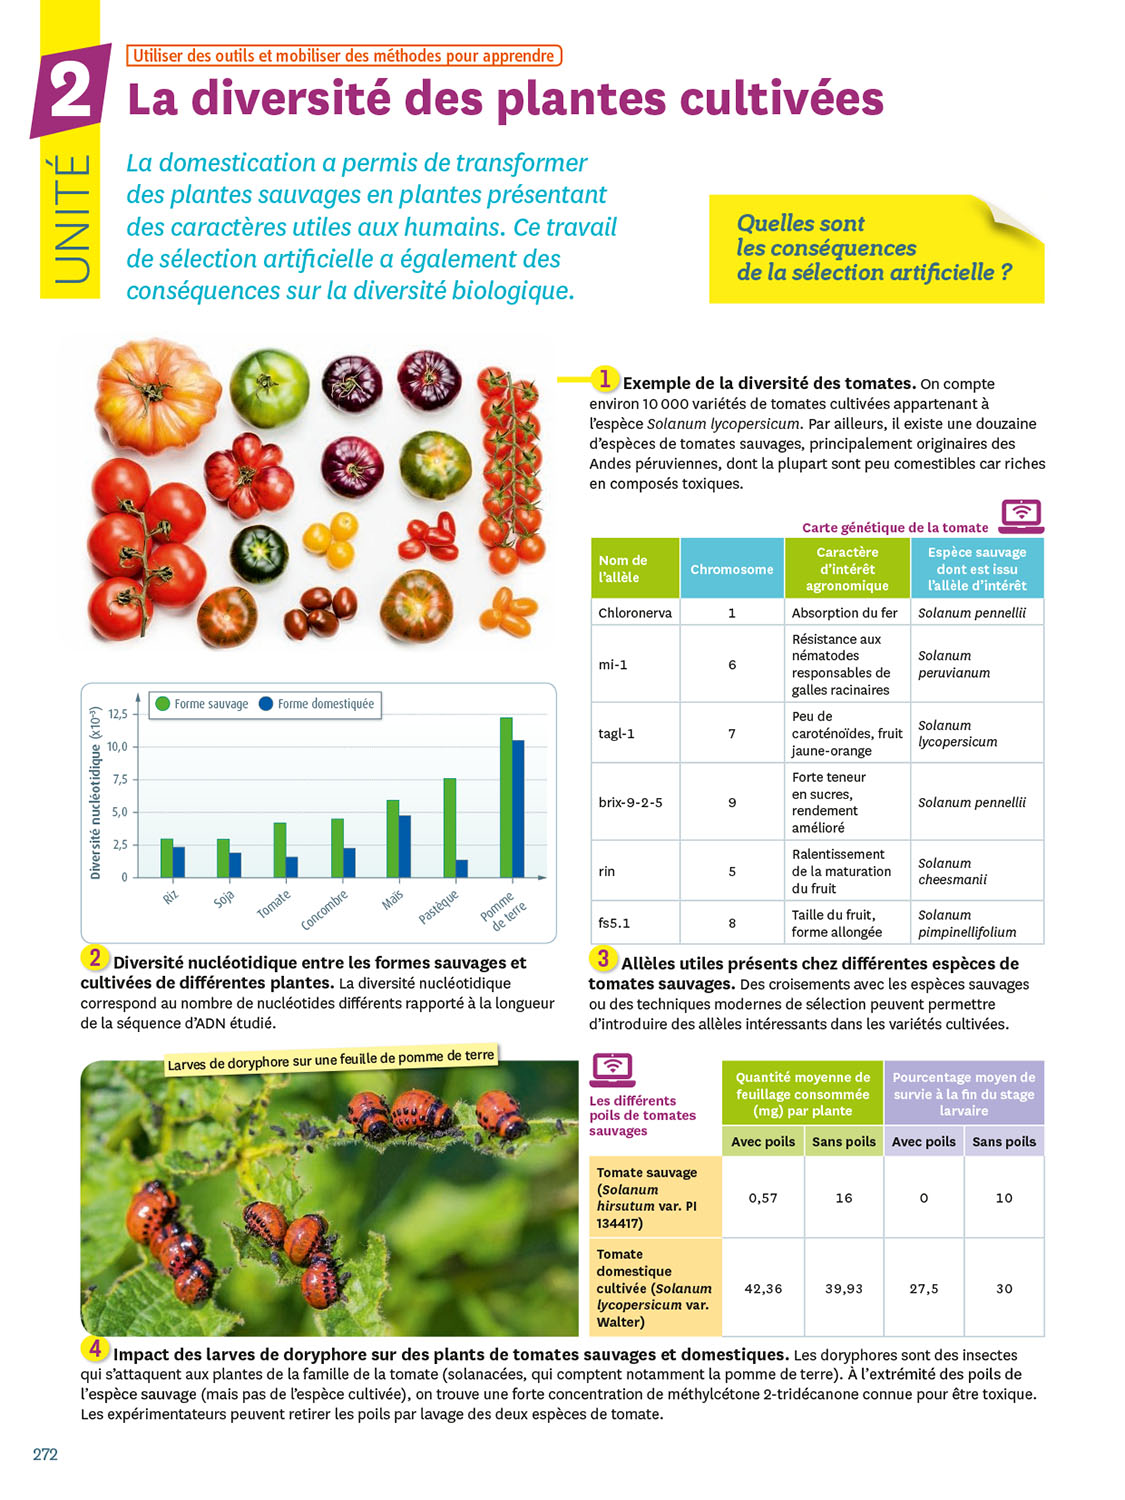 Utiliser des outils et mobiliser des méthodes pour apprendre
2
UNITÉ
La diversité des plantes cultivées
La domestication a permis de transformer
des plantes sauvages en plantes présentant
des caractères utiles aux humains. Ce travail
de sélection artificielle a également des
conséquences sur la diversité biologique.
Quelles sont
les conséquences
de la sélection artificielle ?
1 Exemple de la diversité des tomates. On compte
environ 10 000 variétés de tomates cultivées appartenant à
l'espèce Solanum lycopersicum. Par ailleurs, il existe une douzaine
d'espèces de tomates sauvages, principalement originaires des
Andes péruviennes, dont la plupart sont peu comestibles car riches
en composés toxiques.
Forme sauvage Forme domestiquée
Diversité nucléotidique (x10⁻³)
12,5
10,0
7,5
5,0
2,5
0
Riz Soja Tomate Concombre Maïs Pastèque Pomme
de terre
2 Diversité nucléotidique entre les formes sauvages et
cultivées de différentes plantes. La diversité nucléotidique
correspond au nombre de nucléotides différents rapporté à la longueur
de la séquence d'ADN étudié.
Carte génétique de la tomate
Nom de
l'allèle
Chromosome
Caractère
d'intérêt
agronomique
Espèce sauvage
dont est issu
l'allèle d'intérêt
Chloronerva 1 Absorption du fer Solanum pennellii
mi-1 6
Résistance aux
nématodes
responsables de
galles racinaires
Solanum
peruvianum
tagl-1 7
Peu de
caroténoïdes, fruit
jaune-orange
Solanum
lycopersicum
brix-9-2-5 9
Forte teneur
en sucres,
rendement
amélioré
Solanum pennellii
rin 5
Ralentissement
de la maturation
du fruit
Solanum
cheesmanii
fs5.1 8
Taille du fruit,
forme allongée
Solanum
pimpinellifolium
3 Allèles utiles présents chez différentes espèces de
tomates sauvages. Des croisements avec les espèces sauvages
ou des techniques modernes de sélection peuvent permettre
d'introduire des allèles intéressants dans les variétés cultivées.
Larves de doryphore sur une feuille de pomme de terre
Les différents
poils de tomates
sauvages
Quantité moyenne de
feuillage consommée
(mg) par plante
Pourcentage moyen de
survie à la fin du stage
larvaire
Avec poils Sans poils Avec poils Sans poils
Tomate sauvage
(Solanum
hirsutum var. PI
134417)
0,57 16 0 10
Tomate
domestique
cultivée (Solanum
lycopersicum var.
Walter)
42,36 39,93 27,5 30
4 Impact des larves de doryphore sur des plants de tomates sauvages et domestiques. Les doryphores sont des insectes
qui s'attaquent aux plantes de la famille de la tomate (solanacées, qui comptent notamment la pomme de terre). À l'extrémité des poils de
l'espèce sauvage (mais pas de l'espèce cultivée), on trouve une forte concentration de méthylcétone 2-tridécanone connue pour être toxique.
Les expérimentateurs peuvent retirer les poils par lavage des deux espèces de tomate.
272